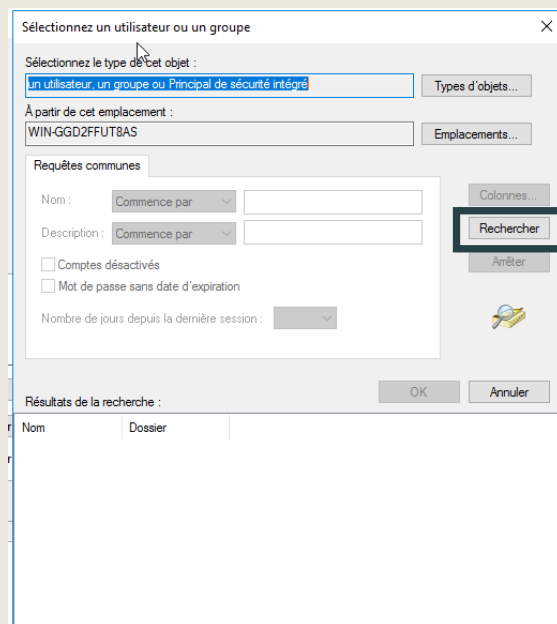 Sélectionnez un utilisateur ou un groupe
Sélectionnez le type de cet objet :
un utilisateur, un groupe ou Principal de sécurité intégré
Types d'objets...
À partir de cet emplacement :
WIN-GGD2FFUT8AS
Emplacements...
Requêtes communes
Nom :
Commence par
Colonnes...
Description :
Commence par
Rechercher
Comptes désactivés
Arrêter
Mot de passe sans date d'expiration
Nombre de jours depuis la dernière session :
OK
Annuler
Résultats de la recherche :
Nom
Dossier